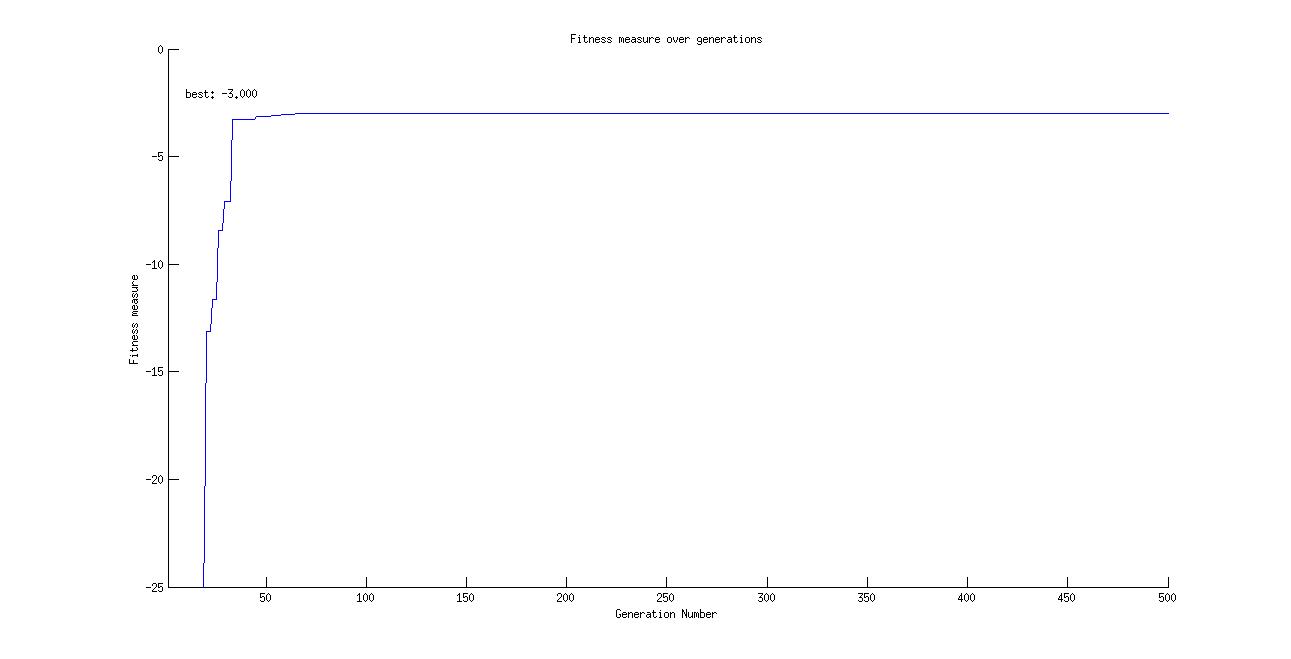 Fitness measure over generations
0
best: -3.000
-5
-10
Fitness measure
-15
-20
-25
50 100 150 200 250 300 350 400 450 500
Generation Number